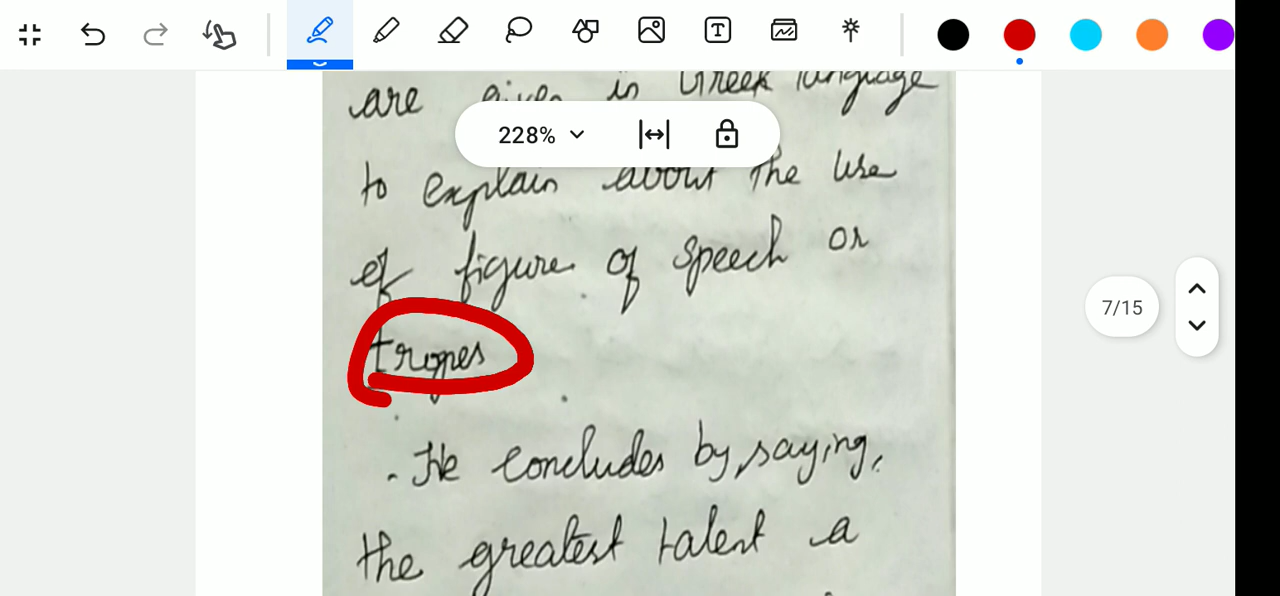 228%
are given in Greek language
to explain about the use
of figure of speech or
7/15
tropes
. He concludes by saying,
the greatest talent a